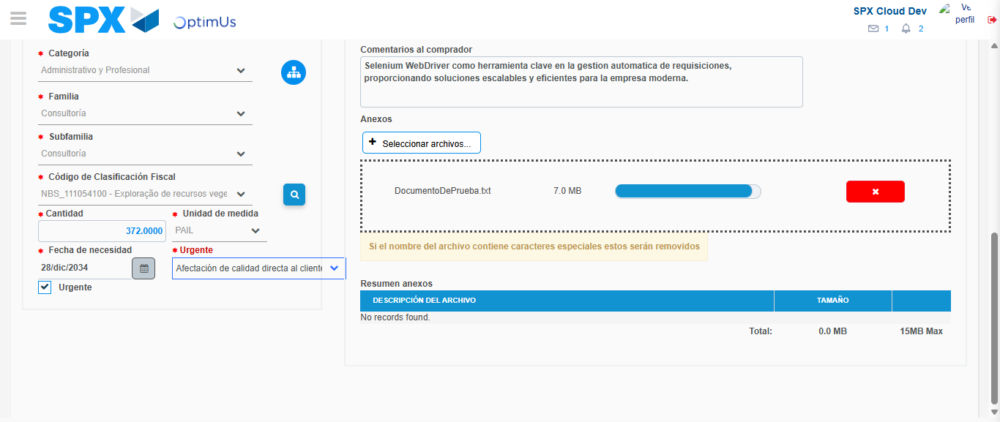 SPX
OptimUs
SPX Cloud Dev
1
2
Ve
perfil
* Categoría
Administrativo y Profesional
* Familia
Consultoría
* Subfamilia
Consultoría
* Código de Clasificación Fiscal
NBS_111054100 - Exploração de recursos vege
* Cantidad
* Unidad de medida
372.0000
PAIL
* Fecha de necesidad
* Urgente
28/dic/2034
Afectación de calidad directa al cliente
Urgente
Comentarios al comprador
Selenium WebDriver como herramienta clave en la gestion automatica de requisiciones,
proporcionando soluciones escalables y eficientes para la empresa moderna.
Anexos
+ Seleccionar archivos...
DocumentoDePrueba.txt
7.0 MB
Si el nombre del archivo contiene caracteres especiales estos serán removidos
Resumen anexos
DESCRIPCIÓN DEL ARCHIVO
TAMAÑO
No records found.
Total:
0.0 MB
15MB Max